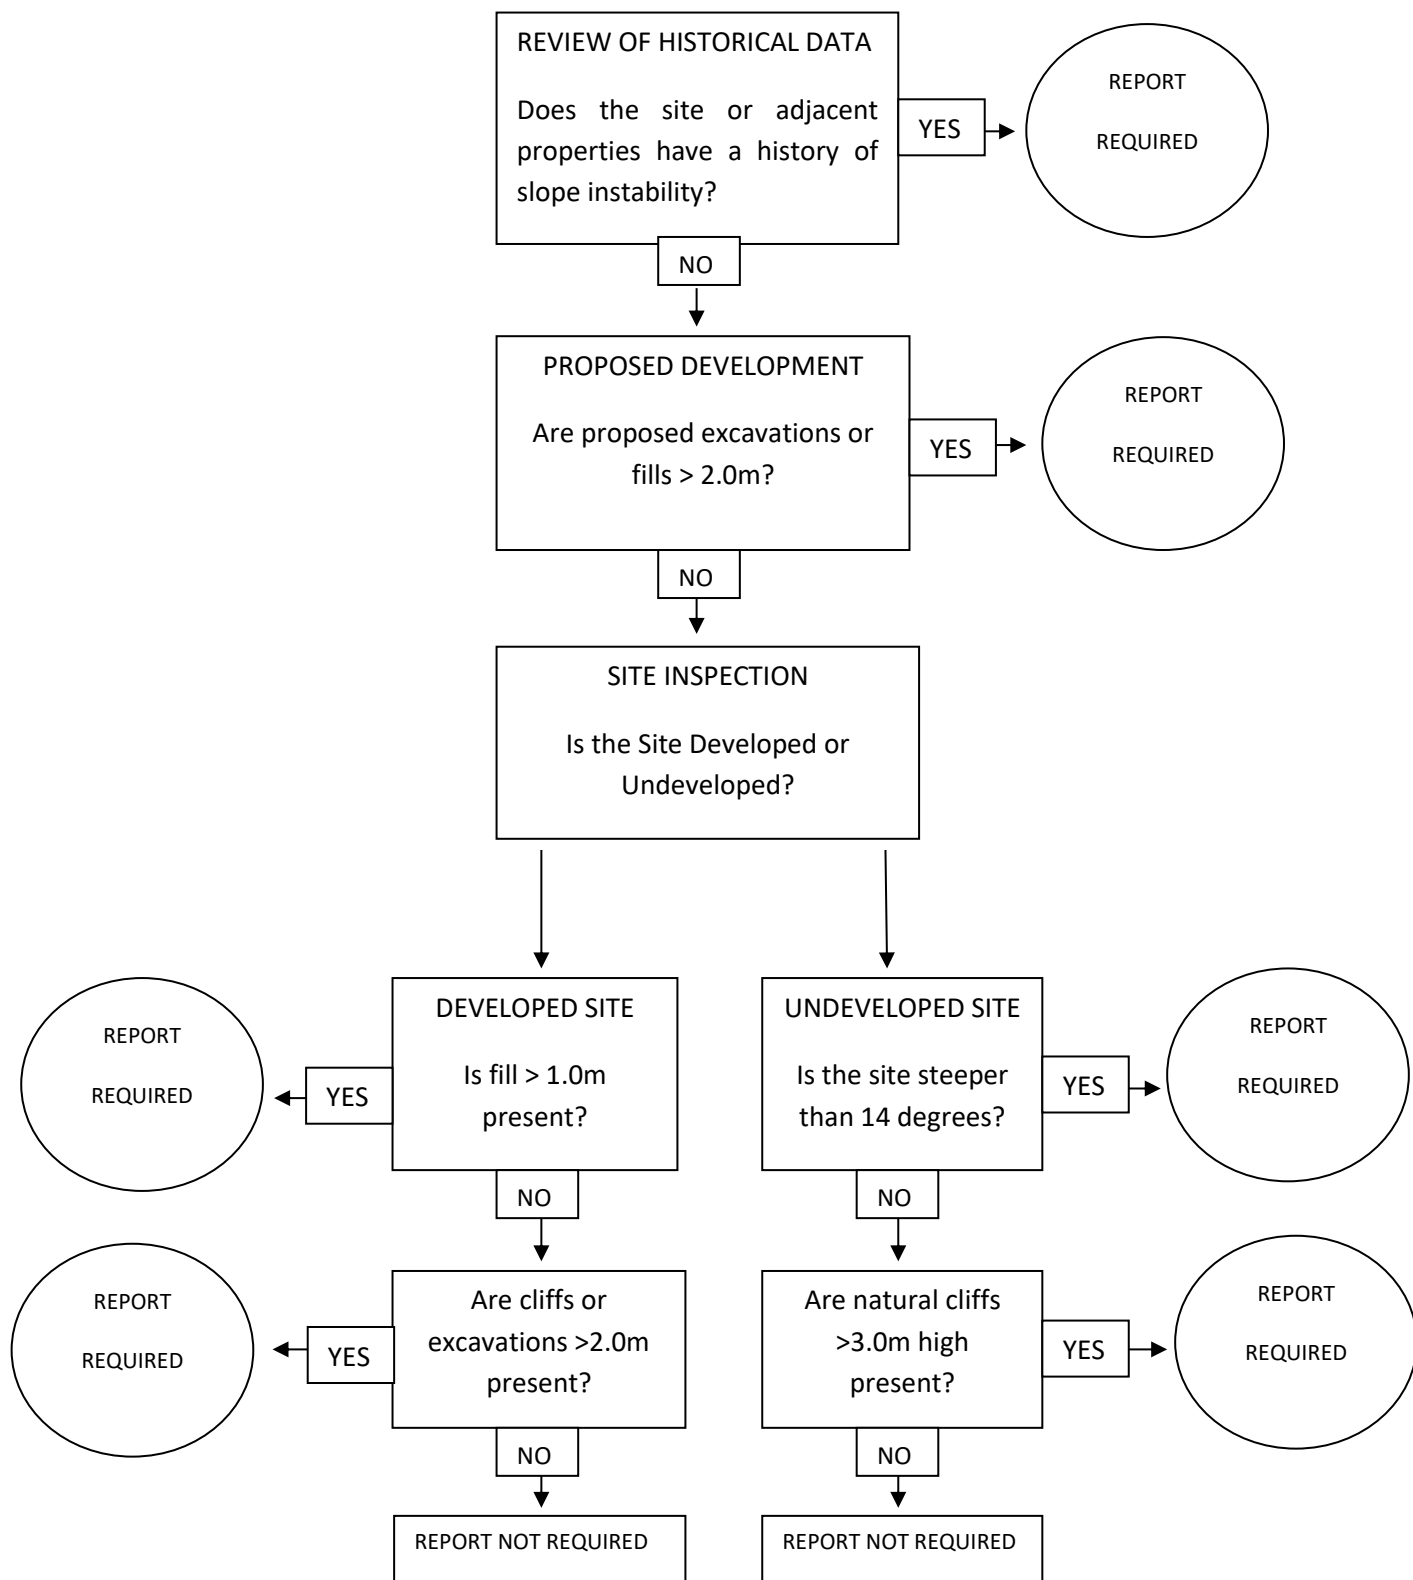 REVIEW OF HISTORICAL DATA
Does the site or adjacent
properties have a history of
slope instability?
YES
REPORT
REQUIRED
NO
PROPOSED DEVELOPMENT
Are proposed excavations or
fills > 2.0m?
YES
REPORT
REQUIRED
NO
SITE INSPECTION
Is the Site Developed or
Undeveloped?
DEVELOPED SITE
Is fill > 1.0m
present?
YES
REPORT
REQUIRED
NO
Are cliffs or
excavations >2.0m
present?
YES
REPORT
REQUIRED
NO
REPORT NOT REQUIRED
UNDEVELOPED SITE
Is the site steeper
than 14 degrees?
YES
REPORT
REQUIRED
NO
Are natural cliffs
>3.0m high
present?
YES
REPORT
REQUIRED
NO
REPORT NOT REQUIRED